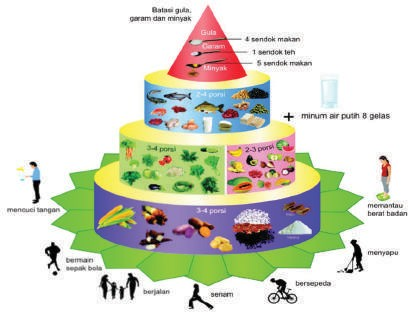 Batasi gula,
garam dan minyak
Gula
4 sendok makan
Garam
1 sendok teh
Minyak
5 sendok makan
2-4 porsi
+ minum air putih 8 gelas
3-4 porsi
2-3 porsi
3-4 porsi
mencuci tangan
memantau
berat badan
bermain
sepak bola
berjalan
senam
bersepeda
menyapu